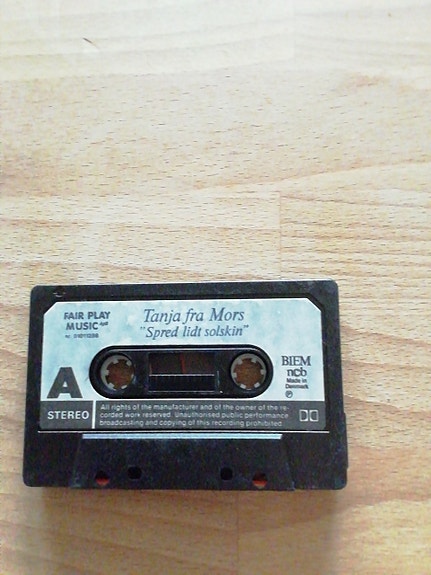 FAIR PLAY
MUSIC ApS
Tanja fra Mors
"Spred lidt solskin"
A
BIEM
ncb
Made in
Denmark
℗
STEREO
All rights of the manufacturer and of the owner of the re-
corded work reserved. Unauthorised public performance
broadcasting and copying of this recording prohibited.